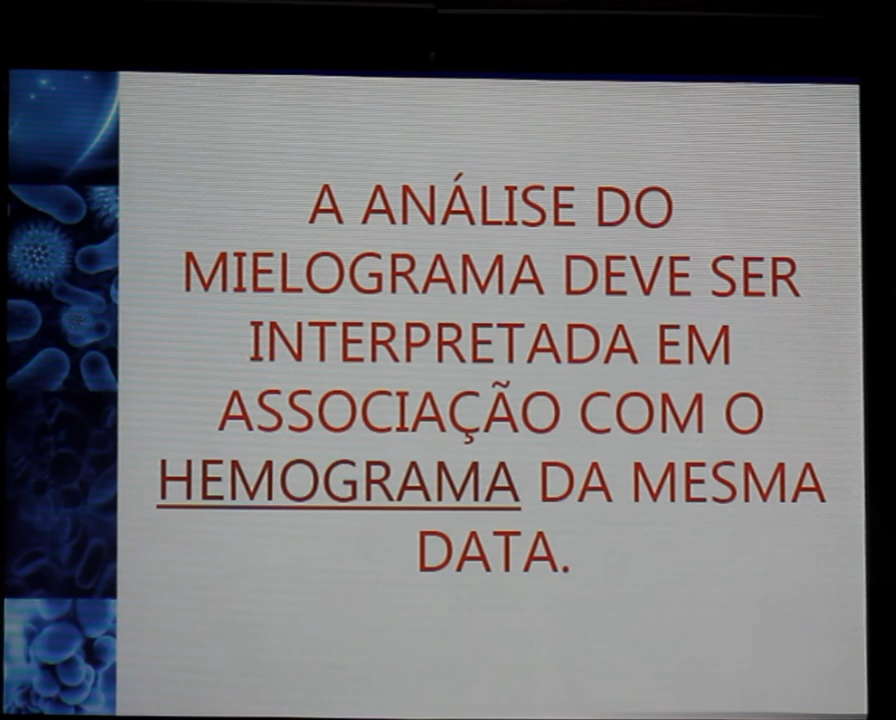 A ANÁLISE DO
MIELOGRAMA DEVE SER
INTERPRETADA EM
ASSOCIAÇÃO COM O
HEMOGRAMA DA MESMA
DATA.